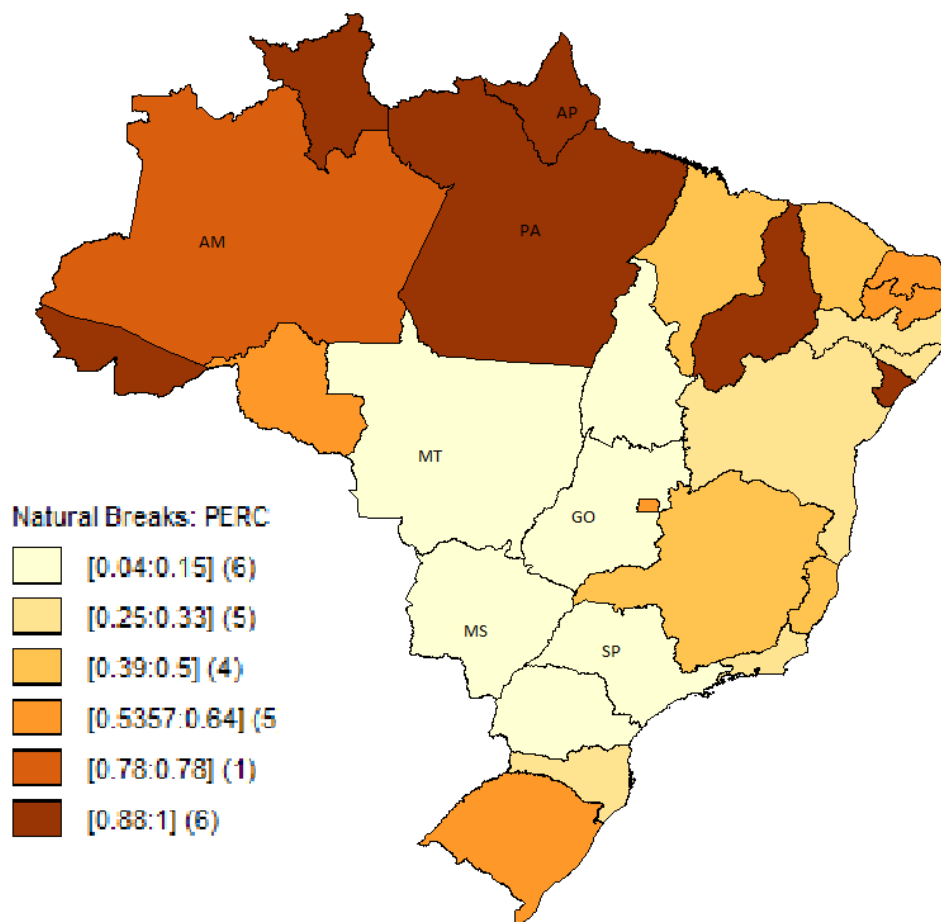 AP
PA
AM
MT
GO
MS
SP
Natural Breaks: PERC
[0.04:0.15] (6)
[0.25:0.33] (5)
[0.39:0.5] (4)
[0.5357:0.64] (5
[0.78:0.78] (1)
[0.88:1] (6)